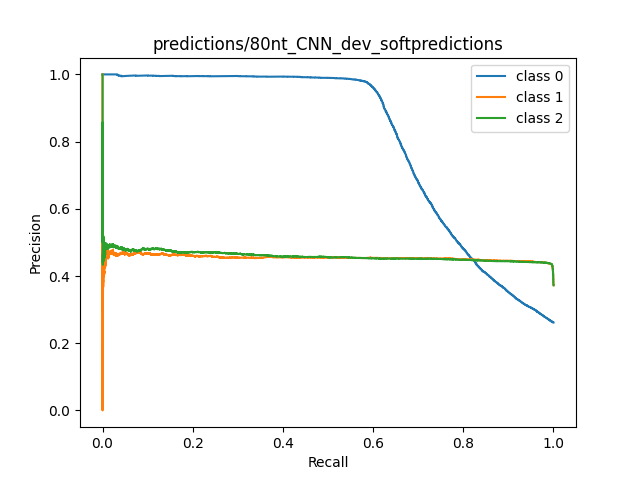 predictions/80nt_CNN_dev_softpredictions
class 0
class 1
class 2
1.0
0.8
0.6
0.4
0.2
0.0
Precision
0.0 0.2 0.4 0.6 0.8 1.0
Recall